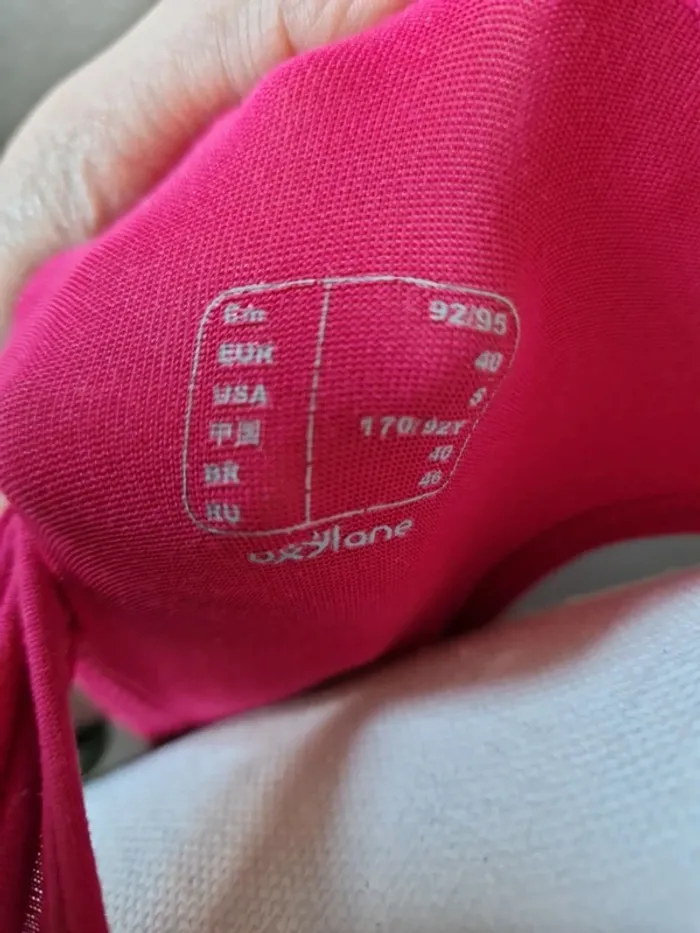 E/n 92/95
EUR 40
USA S
中国 170/92Y
BR 40
RU 46
oxylane